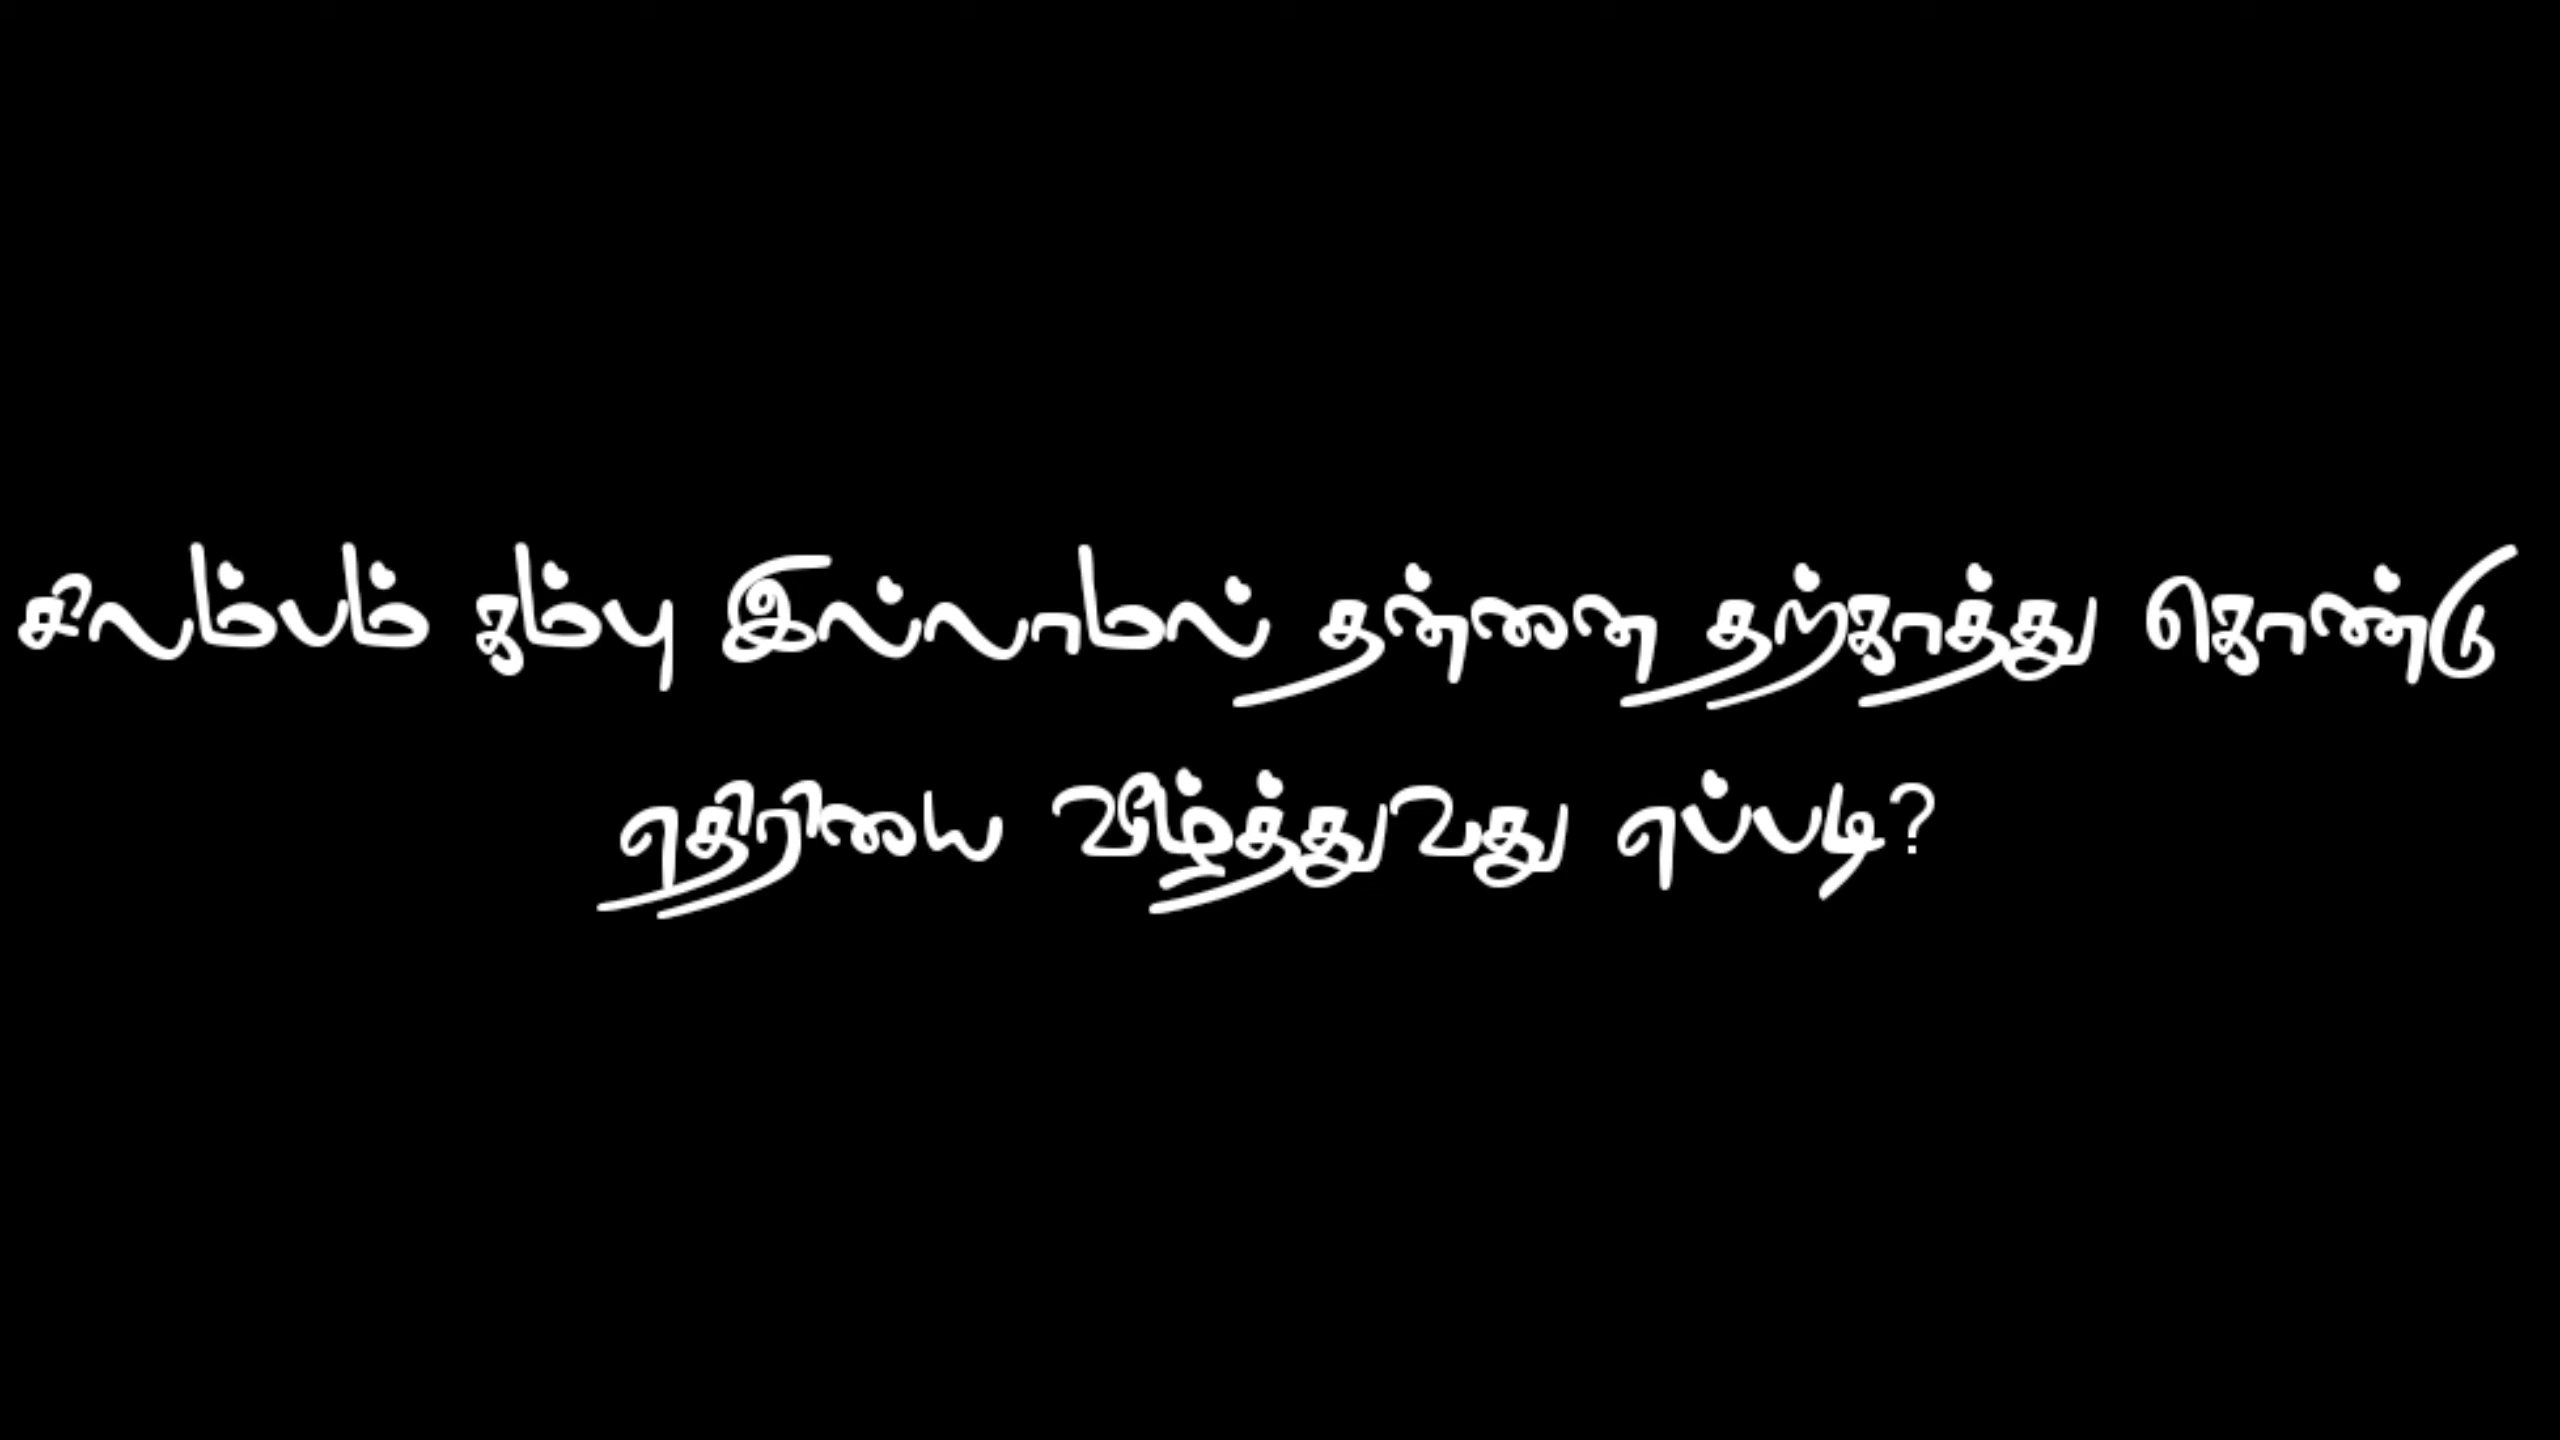 சிலம்பம் கம்பு இல்லாமல் தன்னை தற்காத்து கொண்டு
எதிரியை வீழ்த்துவது எப்படி?